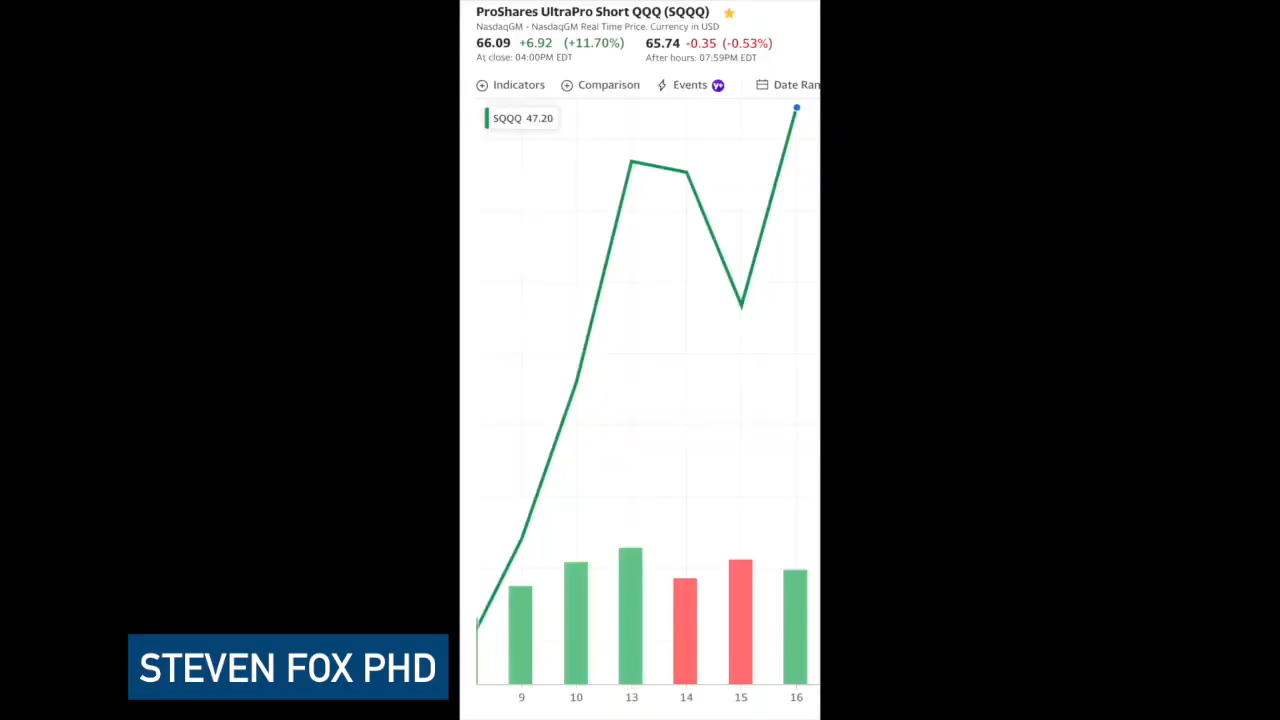 ProShares UltraPro Short QQQ (SQQQ)
NasdaqGM - NasdaqGM Real Time Price. Currency in USD
66.09 +6.92 (+11.70%) 65.74 -0.35 (-0.53%)
At close: 04:00PM EDT After hours: 07:59PM EDT
Indicators Comparison Events Y+ Date Ran
SQQQ 47.20
9 10 13 14 15 16
STEVEN FOX PHD